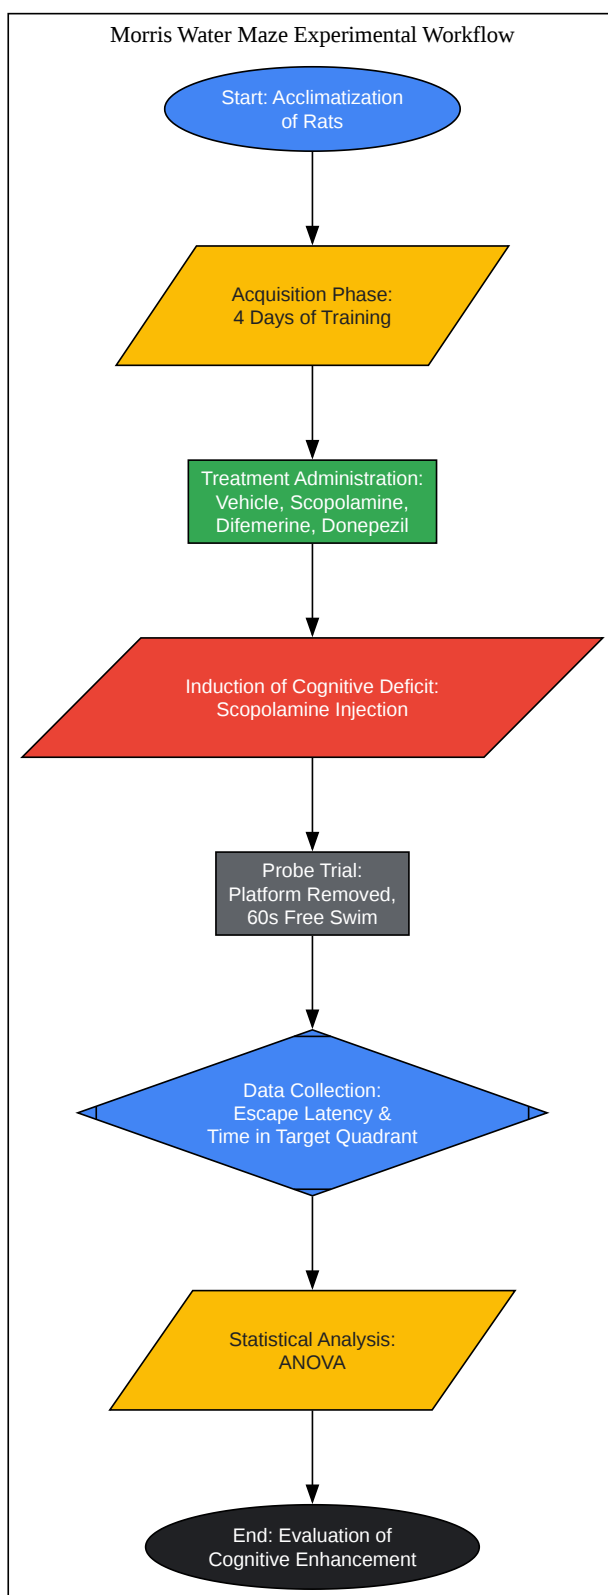 Morris Water Maze Experimental Workflow
Start: Acclimatization
of Rats
Acquisition Phase:
4 Days of Training
Treatment Administration:
Vehicle, Scopolamine,
Difemerine, Donepezil
Induction of Cognitive Deficit:
Scopolamine Injection
Probe Trial:
Platform Removed,
60s Free Swim
Data Collection:
Escape Latency &
Time in Target Quadrant
Statistical Analysis:
ANOVA
End: Evaluation of
Cognitive Enhancement